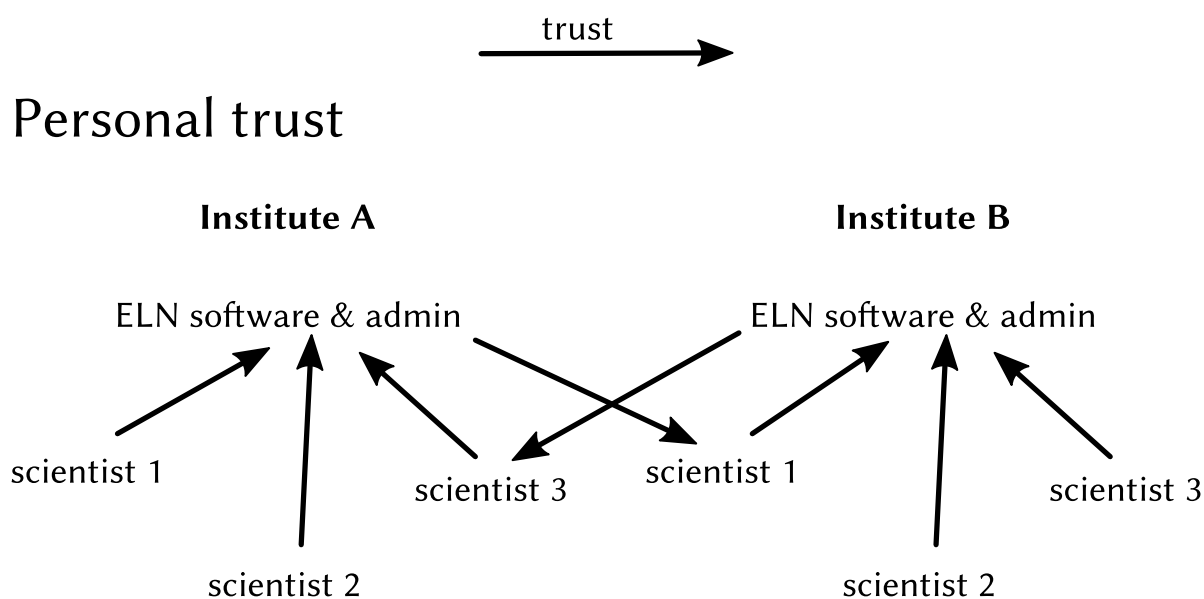 trust
Personal trust
Institute A
Institute B
ELN software & admin
ELN software & admin
scientist 1
scientist 3
scientist 1
scientist 3
scientist 2
scientist 2